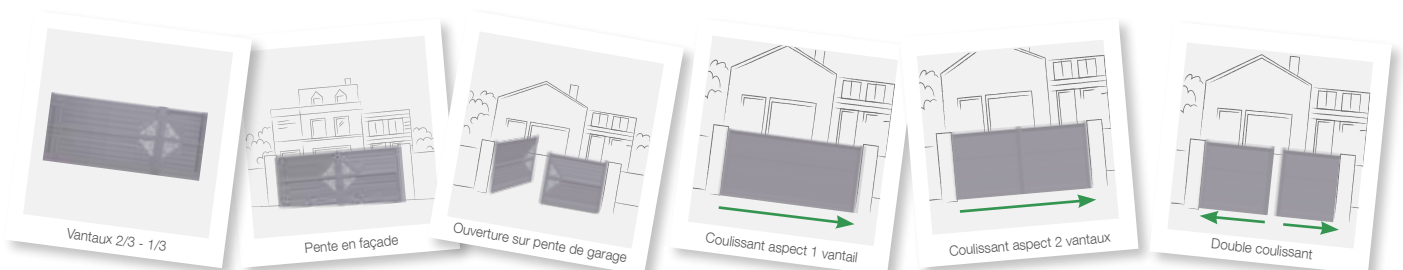 Vantaux 2/3 - 1/3
Pente en façade
Ouverture sur pente de garage
Coulissant aspect 1 vantail
Coulissant aspect 2 vantaux
Double coulissant